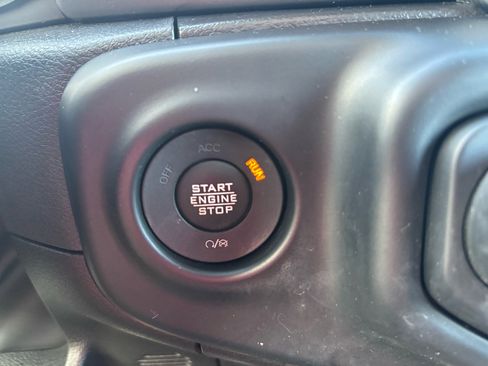 OFF
ACC
RUN
START
ENGINE
STOP